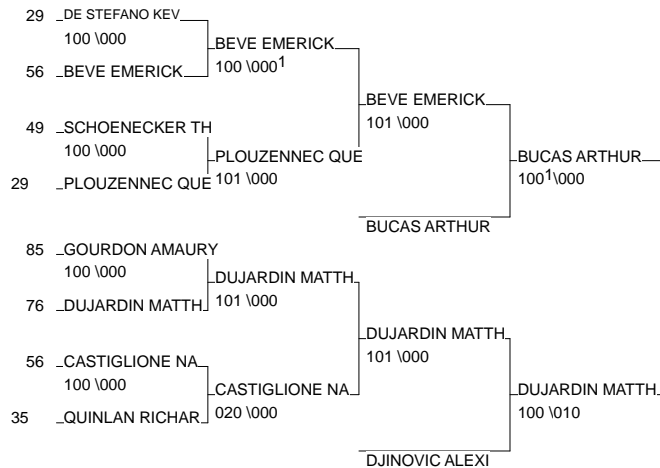 29 DE STEFANO KEV
100 \000
BEVE EMERICK
100 \000¹
56 BEVE EMERICK
BEVE EMERICK
101 \000
49 SCHOENECKER TH
100 \000
PLOUZENNEC QUE
101 \000
29 PLOUZENNEC QUE
BUCAS ARTHUR
100¹\000
BUCAS ARTHUR
85 GOURDON AMAURY
100 \000
DUJARDIN MATTH
101 \000
76 DUJARDIN MATTH
DUJARDIN MATTH
101 \000
56 CASTIGLIONE NA
100 \000
CASTIGLIONE NA
020 \000
35 QUINLAN RICHAR
DUJARDIN MATTH
100 \010
DJINOVIC ALEXI